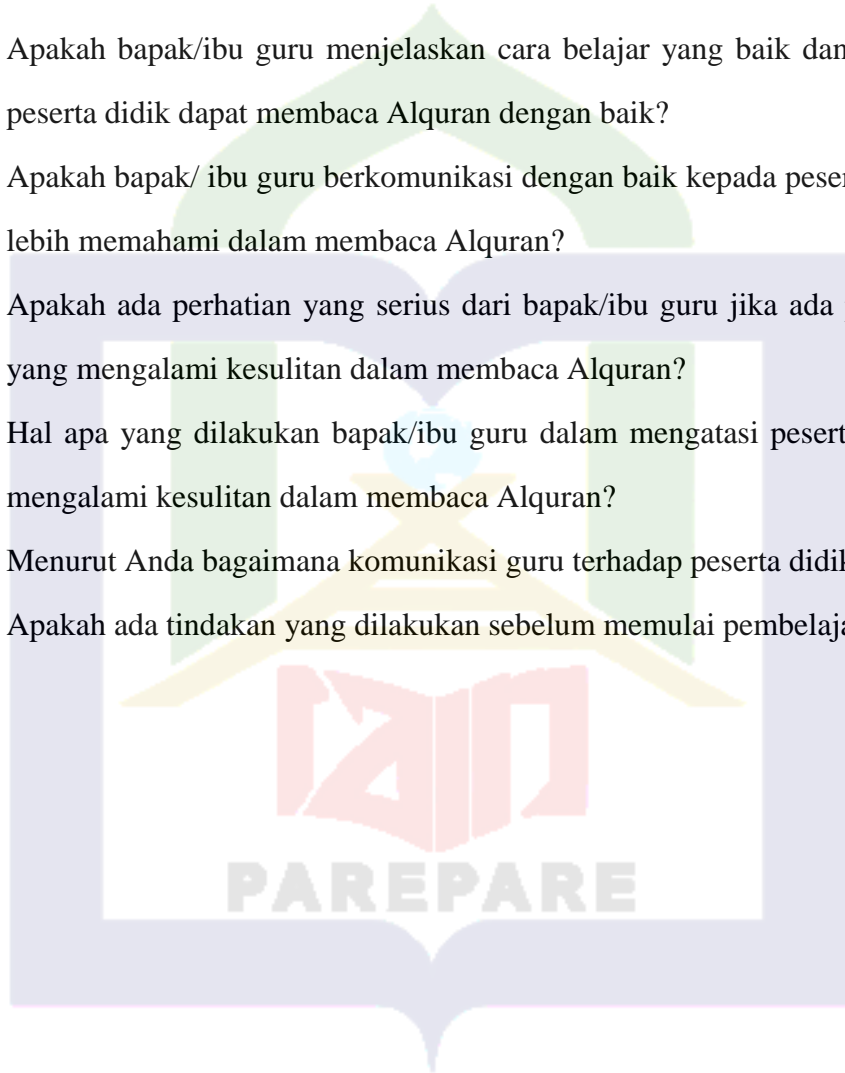 Apakah bapak/ibu guru menjelaskan cara belajar yang baik dan
peserta didik dapat membaca Alquran dengan baik?
Apakah bapak/ ibu guru berkomunikasi dengan baik kepada
lebih memahami dalam membaca Alquran?
Apakah ada perhatian yang serius dari bapak/ibu guru jika ada
yang mengalami kesulitan dalam membaca Alquran?
Hal apa yang dilakukan bapak/ibu guru dalam mengatasi
mengalami kesulitan dalam membaca Alquran?
Menurut Anda bagaimana komunikasi guru terhadap peserta didik
Apakah ada tindakan yang dilakukan sebelum memulai
iain
PAREPARE